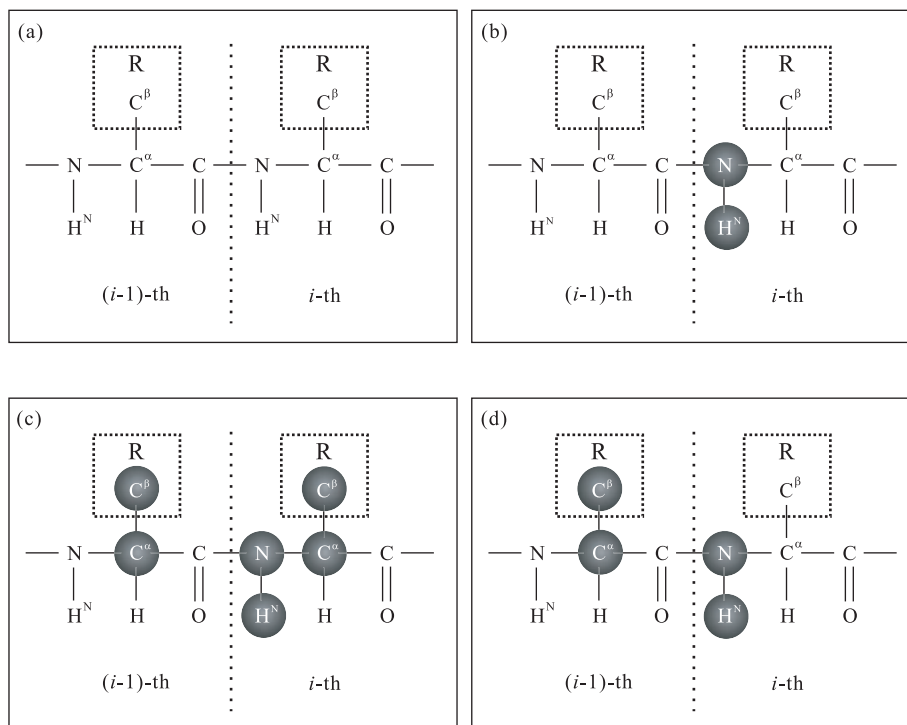 (a)
R R
C^β C^β
N C^α C N C^α C
H^N H O H^N H O
(i-1)-th i-th
(b)
R R
C^β C^β
N C^α C N C^α C
H^N H O H^N H O
(i-1)-th i-th
(c)
R R
C^β C^β
N C^α C N C^α C
H^N H O H^N H O
(i-1)-th i-th
(d)
R R
C^β C^β
N C^α C N C^α C
H^N H O H^N H O
(i-1)-th i-th